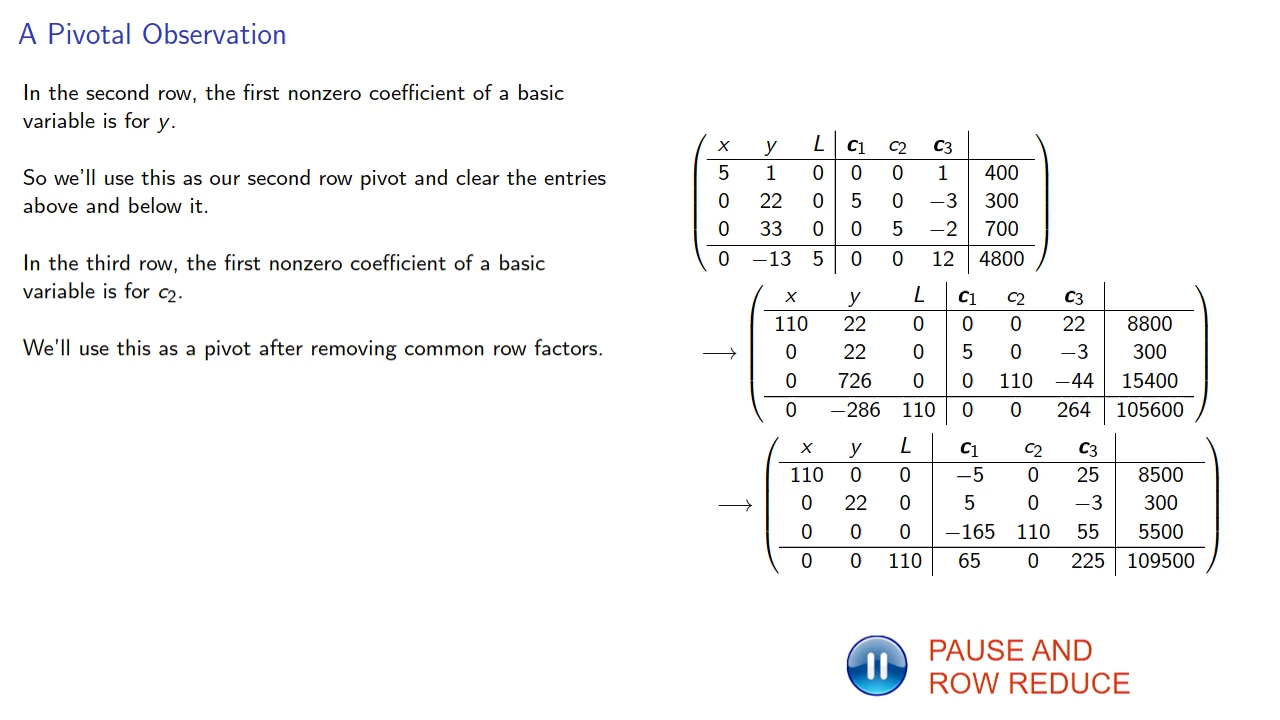 A Pivotal Observation
In the second row, the first nonzero coefficient of a basic
variable is for y.
So we'll use this as our second row pivot and clear the entries
above and below it.
In the third row, the first nonzero coefficient of a basic
variable is for c₂.
We'll use this as a pivot after removing common row factors.
x y L c₁ c₂ c₃
5 1 0 0 0 1 400
0 22 0 5 0 −3 300
0 33 0 0 5 −2 700
0 −13 5 0 0 12 4800
⟶
x y L c₁ c₂ c₃
110 22 0 0 0 22 8800
0 22 0 5 0 −3 300
0 726 0 0 110 −44 15400
0 −286 110 0 0 264 105600
⟶
x y L c₁ c₂ c₃
110 0 0 −5 0 25 8500
0 22 0 5 0 −3 300
0 0 0 −165 110 55 5500
0 0 110 65 0 225 109500
PAUSE AND
ROW REDUCE